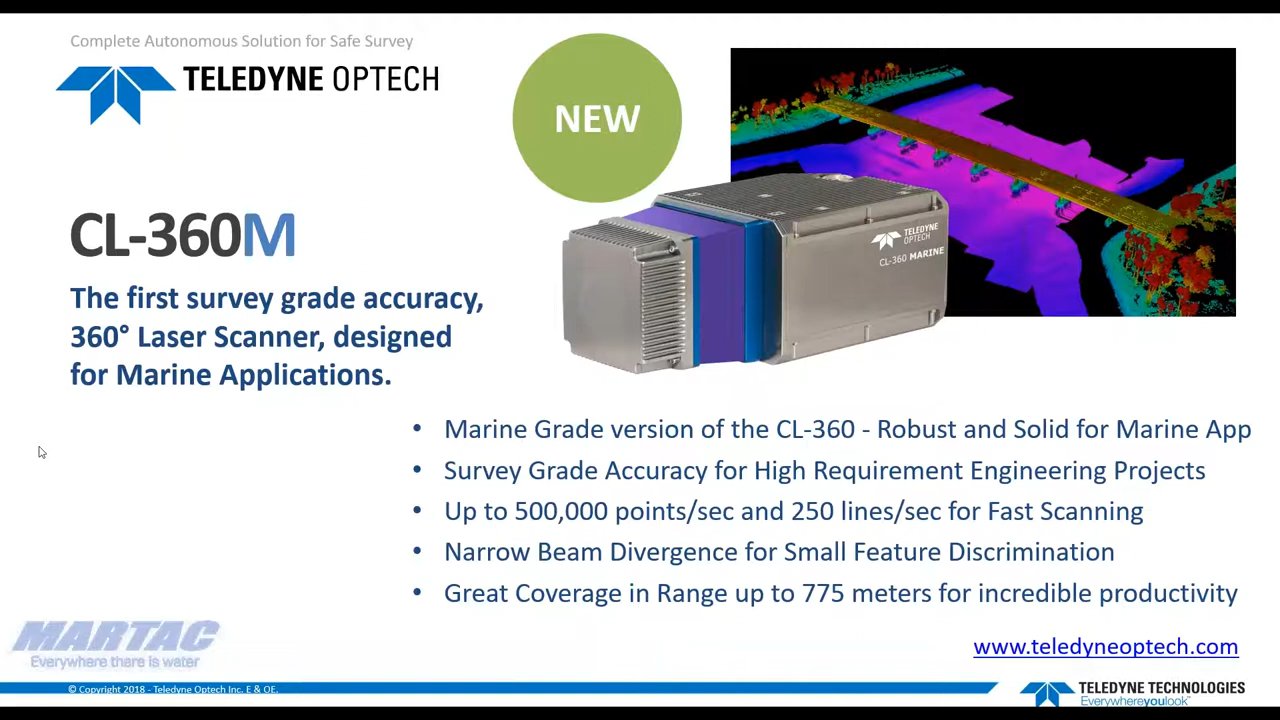 Complete Autonomous Solution for Safe Survey
TELEDYNE OPTECH
NEW
CL-360M
The first survey grade accuracy,
360° Laser Scanner, designed
for Marine Applications.
TELEDYNE
OPTECH
CL-360 MARINE
• Marine Grade version of the CL-360 - Robust and Solid for Marine App
• Survey Grade Accuracy for High Requirement Engineering Projects
• Up to 500,000 points/sec and 250 lines/sec for Fast Scanning
• Narrow Beam Divergence for Small Feature Discrimination
• Great Coverage in Range up to 775 meters for incredible productivity
www.teledyneoptech.com
MARTAC
Everywhere there is water
© Copyright 2018 - Teledyne Optech Inc. E & OE.
TELEDYNE TECHNOLOGIES
Everywhereyoulook™